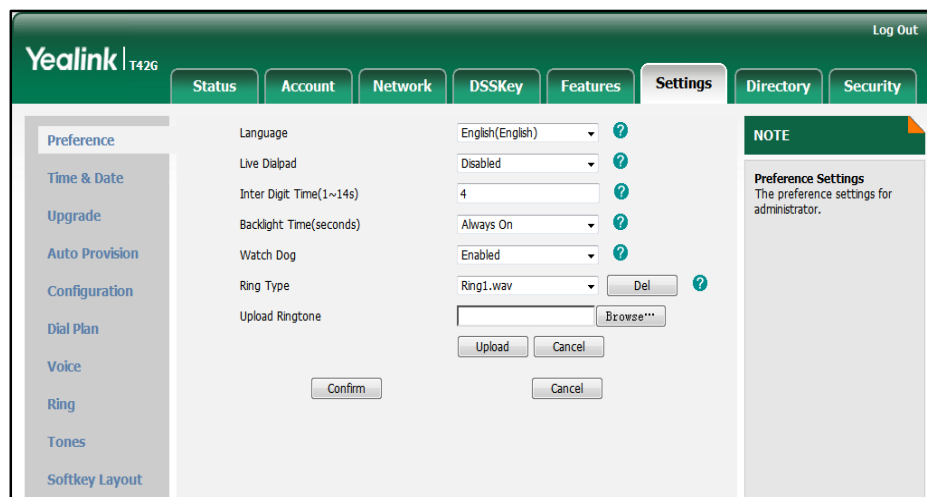 Log Out
Yealink | T42G
Status Account Network DSSKey Features Settings Directory Security
Preference
Time & Date
Upgrade
Auto Provision
Configuration
Dial Plan
Voice
Ring
Tones
Softkey Layout
Language English(English) ?
Live Dialpad Disabled ?
Inter Digit Time(1~14s) 4 ?
Backlight Time(seconds) Always On ?
Watch Dog Enabled ?
Ring Type Ring1.wav Del ?
Upload Ringtone Browse···
Upload Cancel
Confirm Cancel
NOTE
Preference Settings
The preference settings for
administrator.